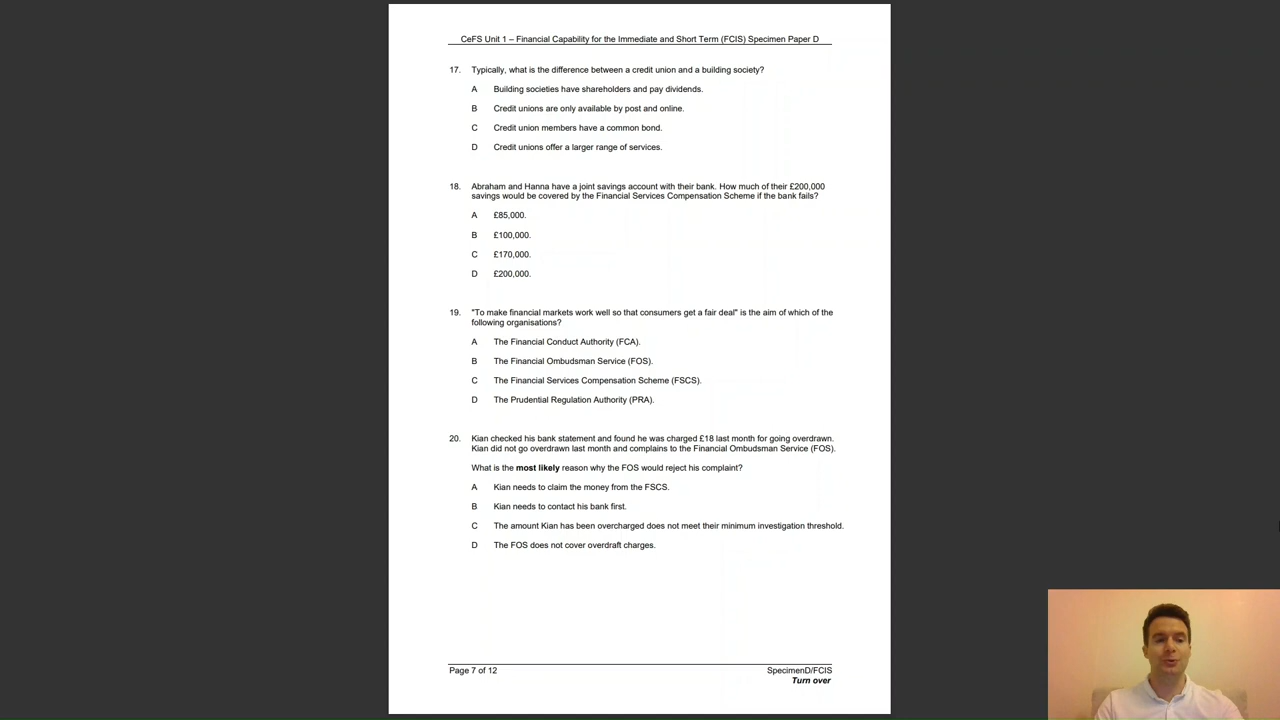 CeFS Unit 1 – Financial Capability for the Immediate and Short Term (FCIS) Specimen Paper D
17. Typically, what is the difference between a credit union and a building society?
A Building societies have shareholders and pay dividends.
B Credit unions are only available by post and online.
C Credit union members have a common bond.
D Credit unions offer a larger range of services.
18. Abraham and Hanna have a joint savings account with their bank. How much of their £200,000
savings would be covered by the Financial Services Compensation Scheme if the bank fails?
A £85,000.
B £100,000.
C £170,000.
D £200,000.
19. "To make financial markets work well so that consumers get a fair deal" is the aim of which of the
following organisations?
A The Financial Conduct Authority (FCA).
B The Financial Ombudsman Service (FOS).
C The Financial Services Compensation Scheme (FSCS).
D The Prudential Regulation Authority (PRA).
20. Kian checked his bank statement and found he was charged £18 last month for going overdrawn.
Kian did not go overdrawn last month and complains to the Financial Ombudsman Service (FOS).
What is the most likely reason why the FOS would reject his complaint?
A Kian needs to claim the money from the FSCS.
B Kian needs to contact his bank first.
C The amount Kian has been overcharged does not meet their minimum investigation threshold.
D The FOS does not cover overdraft charges.
Page 7 of 12 SpecimenD/FCIS
Turn over